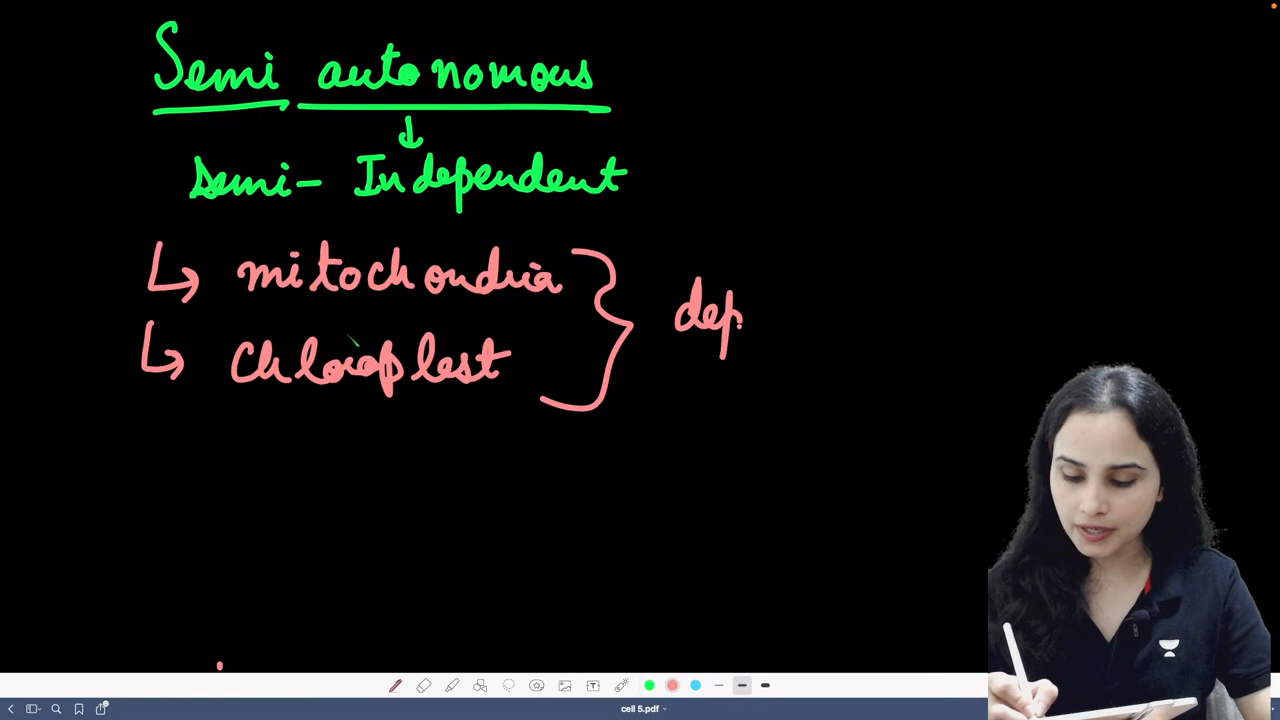 Semi autonomous
↓
Semi- Independent
↳ mitochondria
↳ Chloroplast
dep
cell 5.pdf